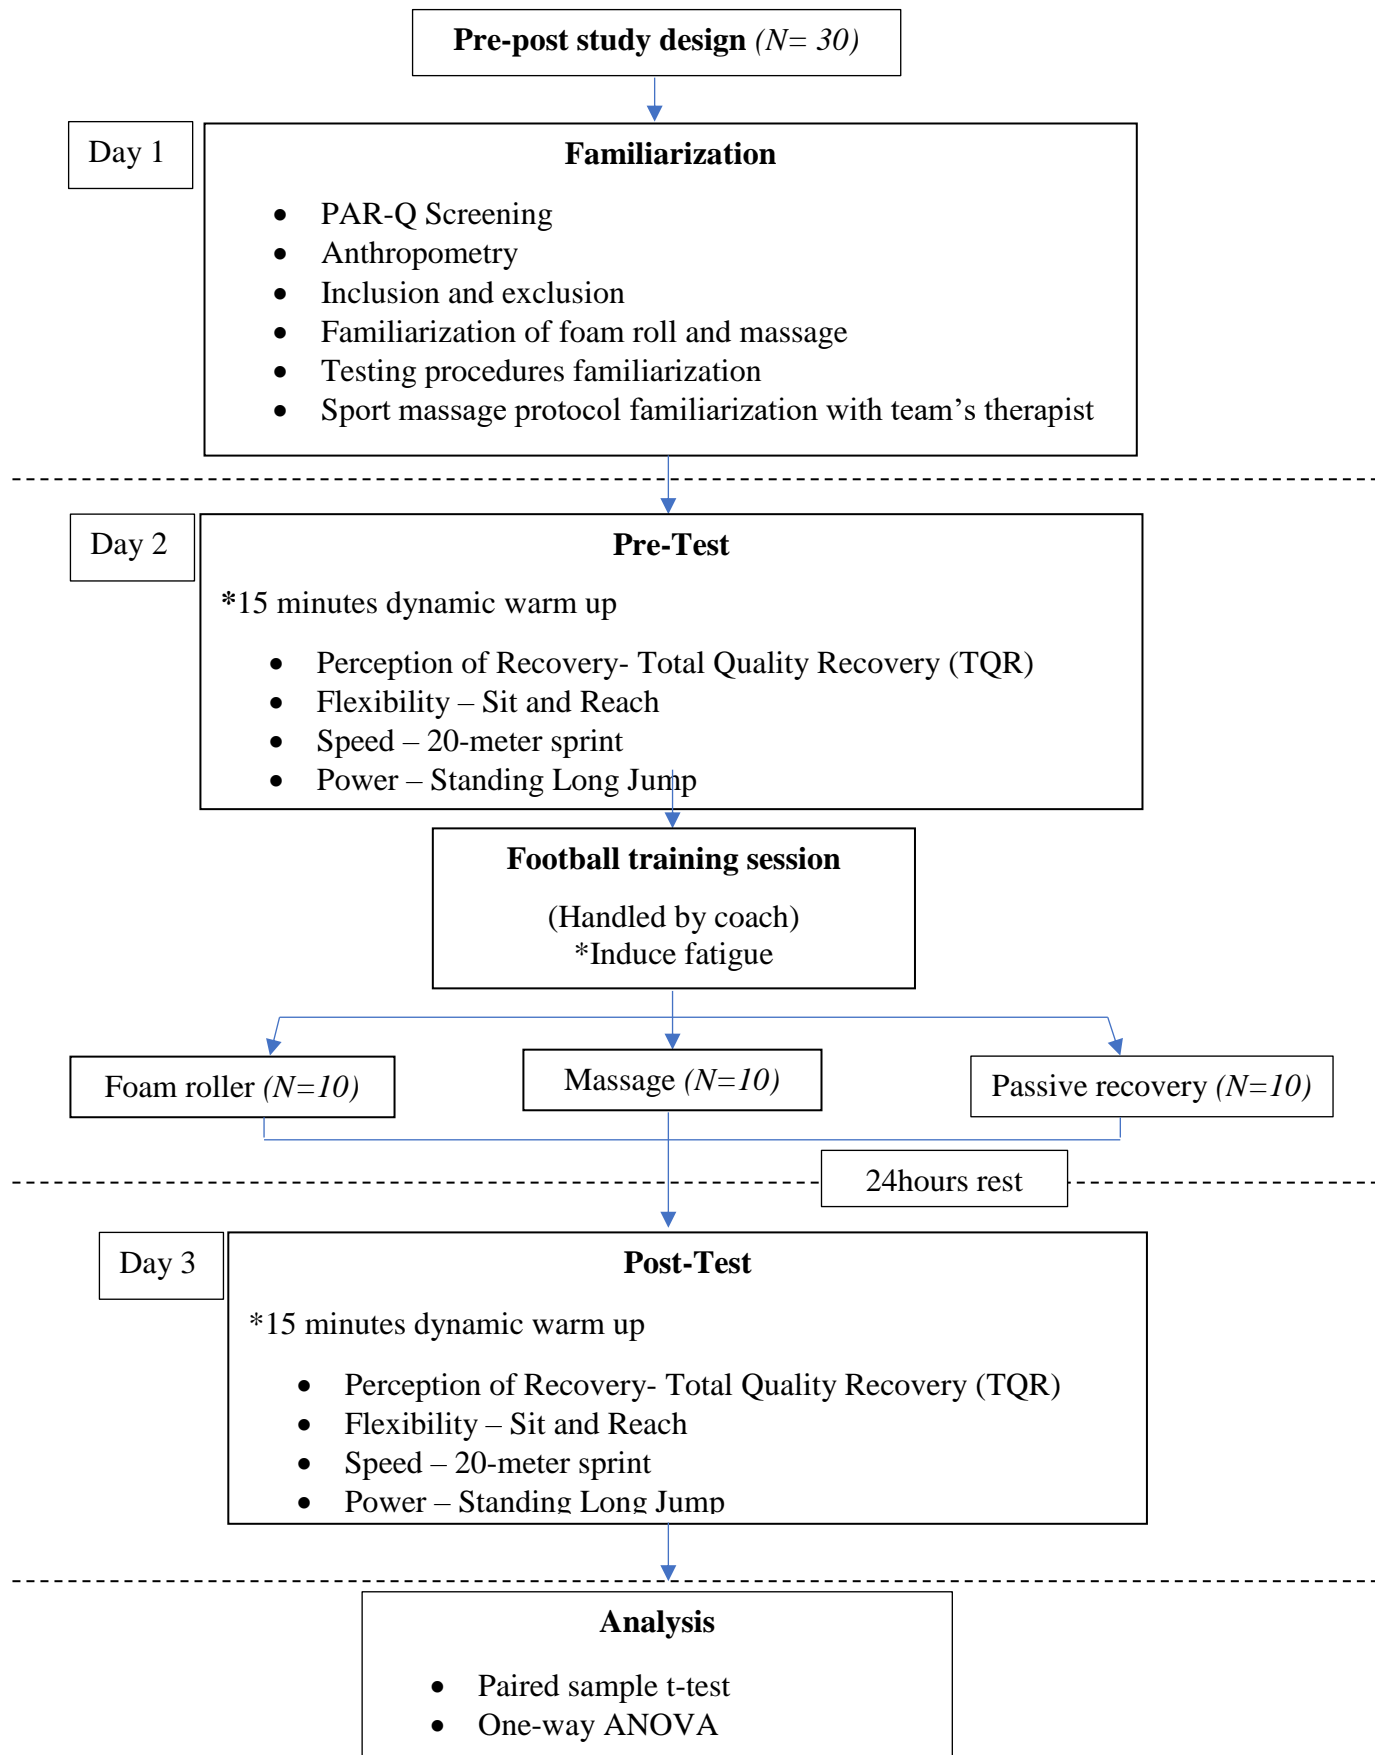 Pre-post study design (N= 30)
Day 1
Familiarization
• PAR-Q Screening
• Anthropometry
• Inclusion and exclusion
• Familiarization of foam roll and massage
• Testing procedures familiarization
• Sport massage protocol familiarization with team’s therapist
Day 2
Pre-Test
*15 minutes dynamic warm up
• Perception of Recovery- Total Quality Recovery (TQR)
• Flexibility – Sit and Reach
• Speed – 20-meter sprint
• Power – Standing Long Jump
Football training session
(Handled by coach)
*Induce fatigue
Foam roller (N=10)
Massage (N=10)
Passive recovery (N=10)
24hours rest
Day 3
Post-Test
*15 minutes dynamic warm up
• Perception of Recovery- Total Quality Recovery (TQR)
• Flexibility – Sit and Reach
• Speed – 20-meter sprint
• Power – Standing Long Jump
Analysis
• Paired sample t-test
• One-way ANOVA